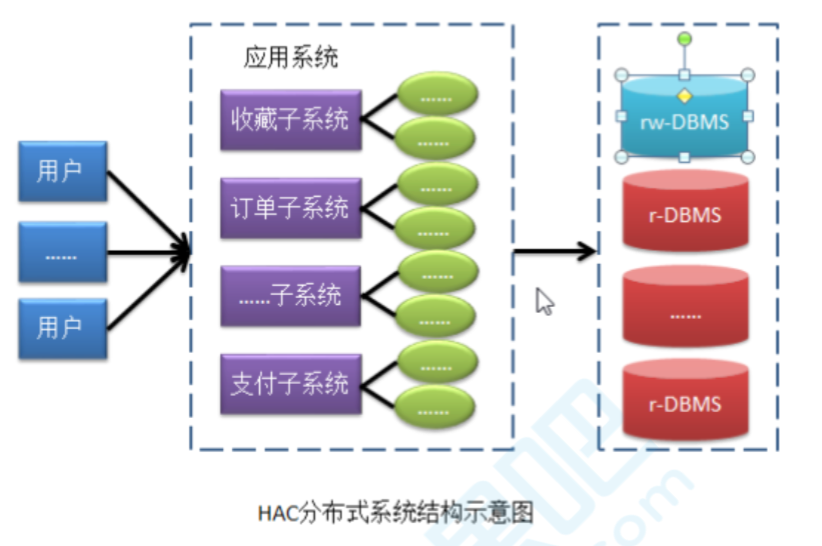 应用系统
用户
……
用户
收藏子系统
……
……
订单子系统
……
……
……子系统
……
……
支付子系统
……
……
rw-DBMS
r-DBMS
……
r-DBMS
HAC分布式系统结构示意图